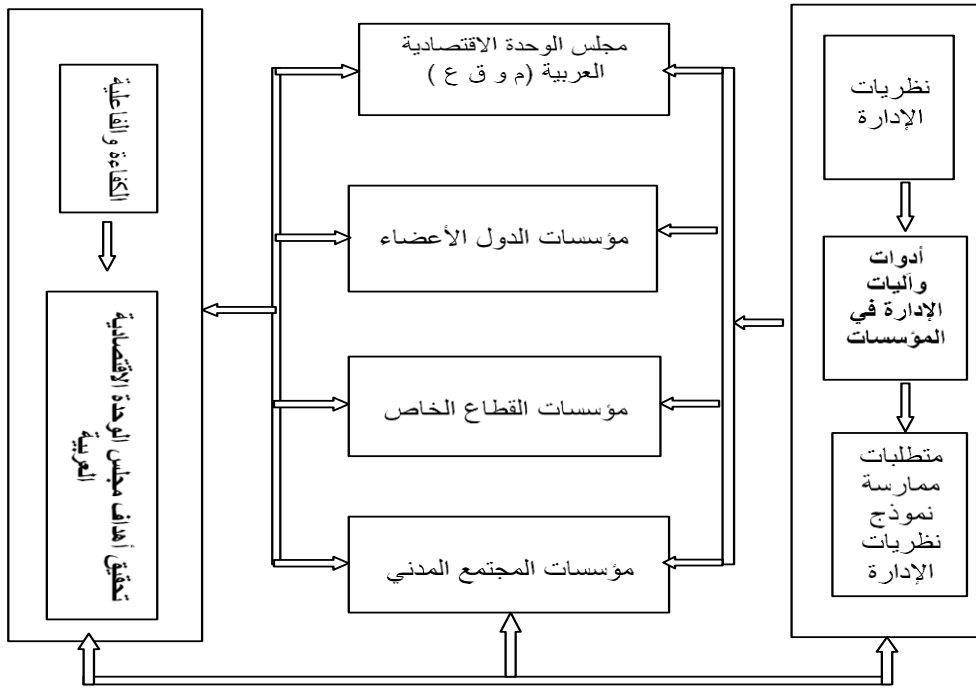 نظريات
الإدارة
أدوات
وآليات
الإدارة في
المؤسسات
متطلبات
ممارسة
نموذج
نظريات
الإدارة
مجلس الوحدة الاقتصادية
العربية (م و ق ع )
مؤسسات الدول الأعضاء
مؤسسات القطاع الخاص
مؤسسات المجتمع المدني
الكفاءة والفاعلية
تحقيق أهداف مجلس الوحدة الاقتصادية
العربية